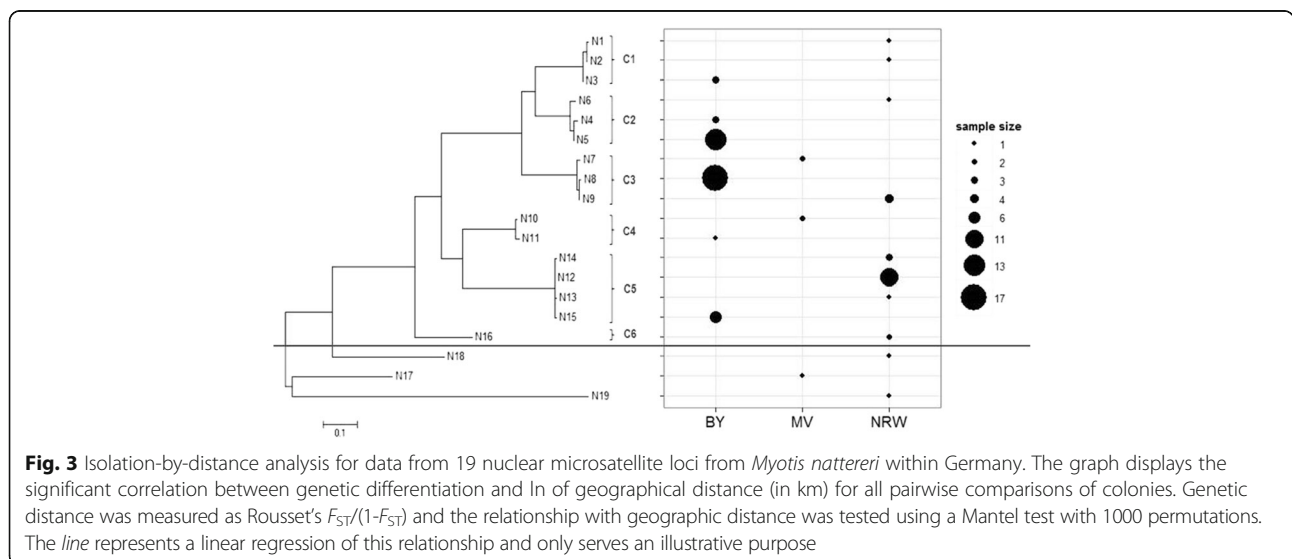 N1
N2
C1
N3
N6
N4
C2
N5
N7
N8
C3
N9
N10
C4
N11
N14
N12
C5
N13
N15
N16
C6
N18
N17
N19
0.1
BY MV NRW
sample size
1
2
3
4
6
11
13
17
Fig. 3 Isolation-by-distance analysis for data from 19 nuclear microsatellite loci from Myotis nattereri within Germany. The graph displays the
significant correlation between genetic differentiation and ln of geographical distance (in km) for all pairwise comparisons of colonies. Genetic
distance was measured as Rousset's FST/(1-FST) and the relationship with geographic distance was tested using a Mantel test with 1000 permutations.
The line represents a linear regression of this relationship and only serves an illustrative purpose